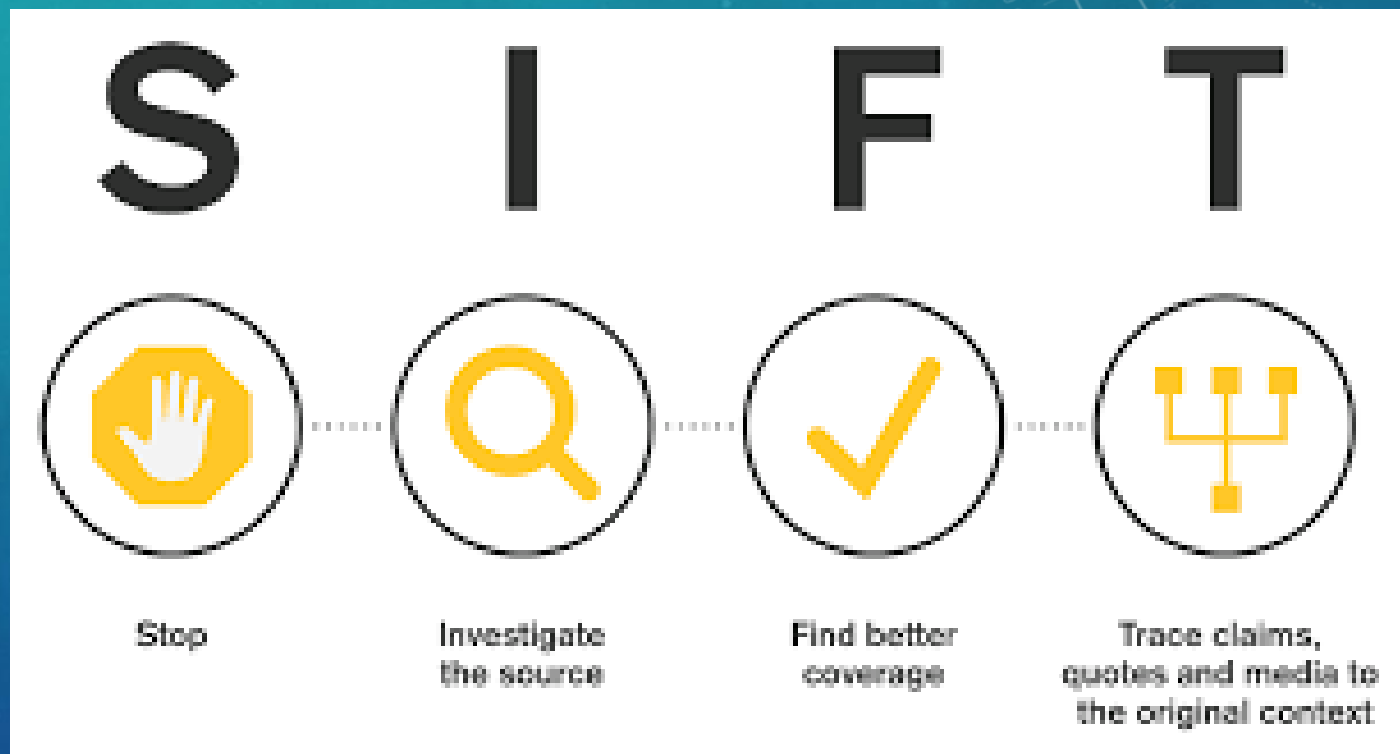 S I F T
Stop
Investigate
the source
Find better
coverage
Trace claims,
quotes and media to
the original context